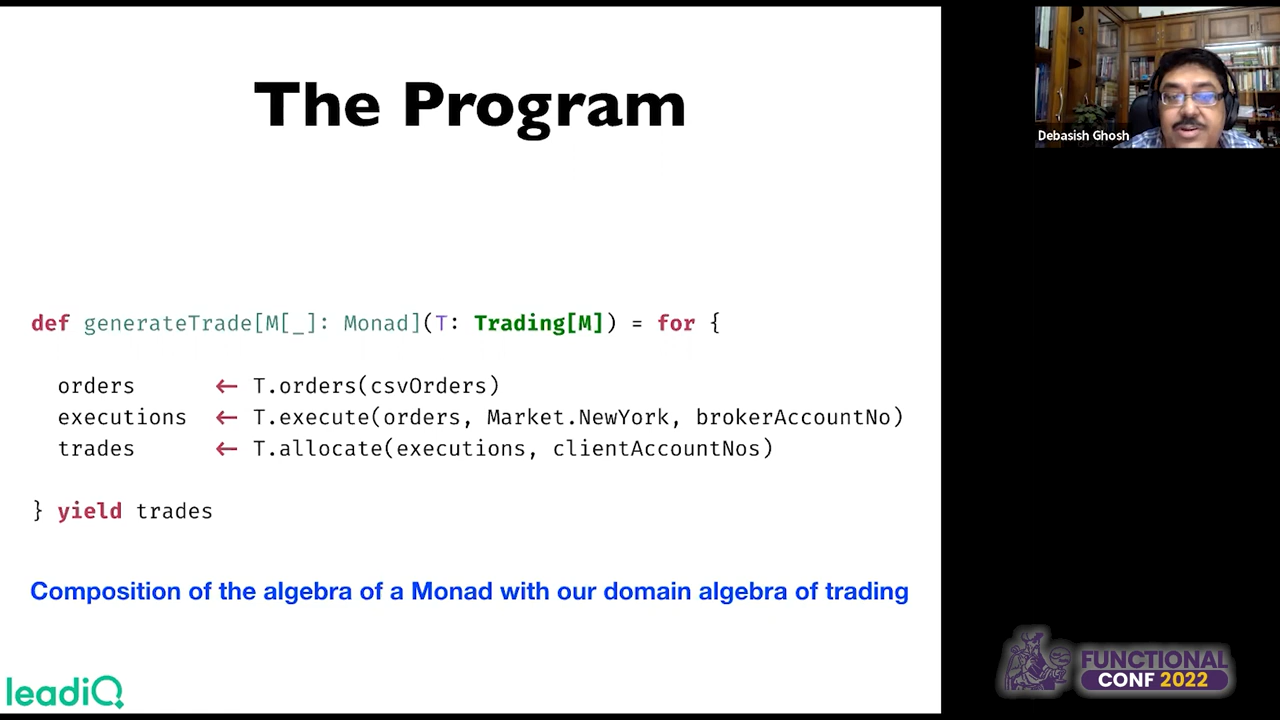 The Program
def generateTrade[M[_]: Monad](T: Trading[M]) = for {
orders ← T.orders(csvOrders)
executions ← T.execute(orders, Market.NewYork, brokerAccountNo)
trades ← T.allocate(executions, clientAccountNos)
} yield trades
Composition of the algebra of a Monad with our domain algebra of trading
leadiQ
Debasish Ghosh
FUNCTIONAL
CONF 2022